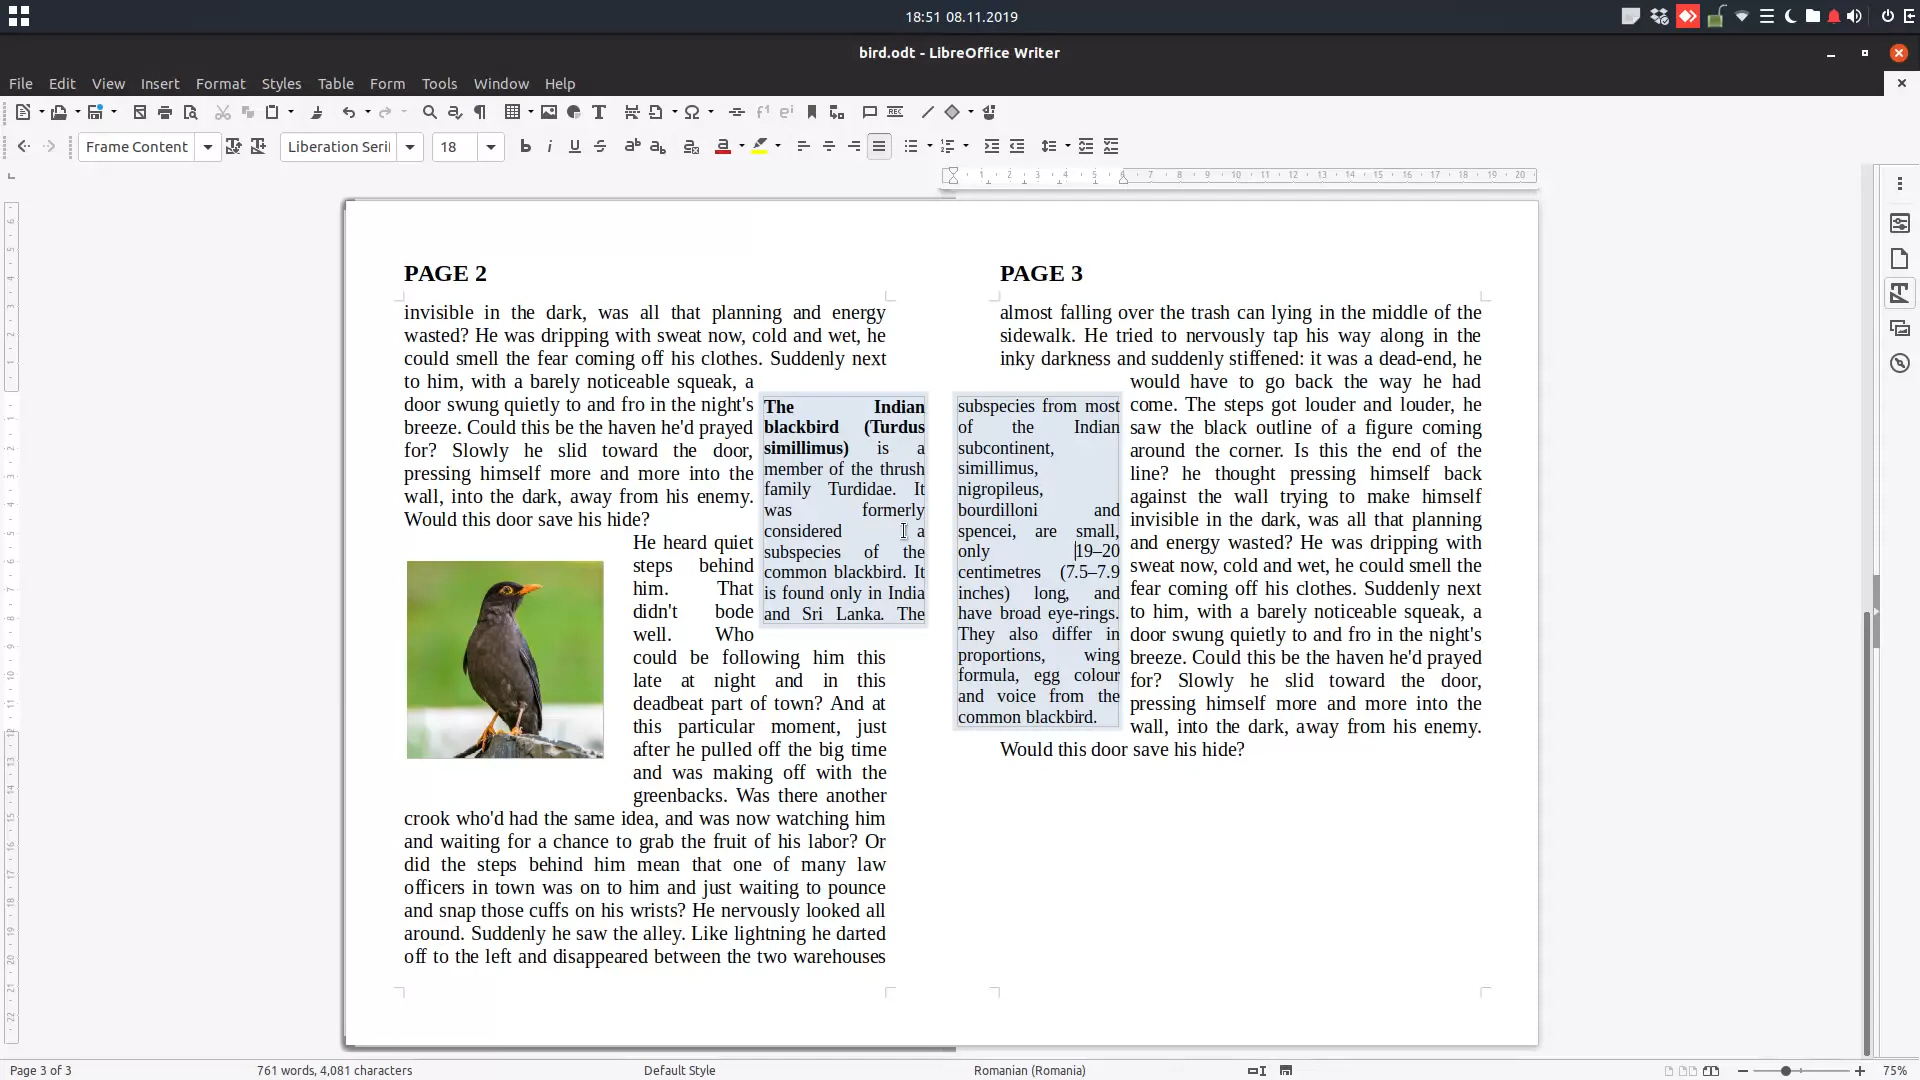 18:51 08.11.2019
bird.odt - LibreOffice Writer
File Edit View Insert Format Styles Table Form Tools Window Help
Frame Content
Liberation Seri
18
PAGE 2
invisible in the dark, was all that planning and energy
wasted? He was dripping with sweat now, cold and wet, he
could smell the fear coming off his clothes. Suddenly next
to him, with a barely noticeable squeak, a
door swung quietly to and fro in the night's
breeze. Could this be the haven he'd prayed
for? Slowly he slid toward the door,
pressing himself more and more into the
wall, into the dark, away from his enemy.
Would this door save his hide?
He heard quiet
steps behind
him. That
didn't bode
well. Who
could be following him this
late at night and in this
deadbeat part of town? And at
this particular moment, just
after he pulled off the big time
and was making off with the
greenbacks. Was there another
crook who'd had the same idea, and was now watching him
and waiting for a chance to grab the fruit of his labor? Or
did the steps behind him mean that one of many law
officers in town was on to him and just waiting to pounce
and snap those cuffs on his wrists? He nervously looked all
around. Suddenly he saw the alley. Like lightning he darted
off to the left and disappeared between the two warehouses
The Indian
blackbird (Turdus
simillimus) is a
member of the thrush
family Turdidae. It
was formerly
considered a
subspecies of the
common blackbird. It
is found only in India
and Sri Lanka. The
subspecies from most
of the Indian
subcontinent,
simillimus,
nigropileus,
bourdilloni and
spencei, are small,
only 19–20
centimetres (7.5–7.9
inches) long, and
have broad eye-rings.
They also differ in
proportions, wing
formula, egg colour
and voice from the
common blackbird.
PAGE 3
almost falling over the trash can lying in the middle of the
sidewalk. He tried to nervously tap his way along in the
inky darkness and suddenly stiffened: it was a dead-end, he
would have to go back the way he had
come. The steps got louder and louder, he
saw the black outline of a figure coming
around the corner. Is this the end of the
line? he thought pressing himself back
against the wall trying to make himself
invisible in the dark, was all that planning
and energy wasted? He was dripping with
sweat now, cold and wet, he could smell the
fear coming off his clothes. Suddenly next
to him, with a barely noticeable squeak, a
door swung quietly to and fro in the night's
breeze. Could this be the haven he'd prayed
for? Slowly he slid toward the door,
pressing himself more and more into the
wall, into the dark, away from his enemy.
Would this door save his hide?
Page 3 of 3
761 words, 4,081 characters
Default Style
Romanian (Romania)
75%